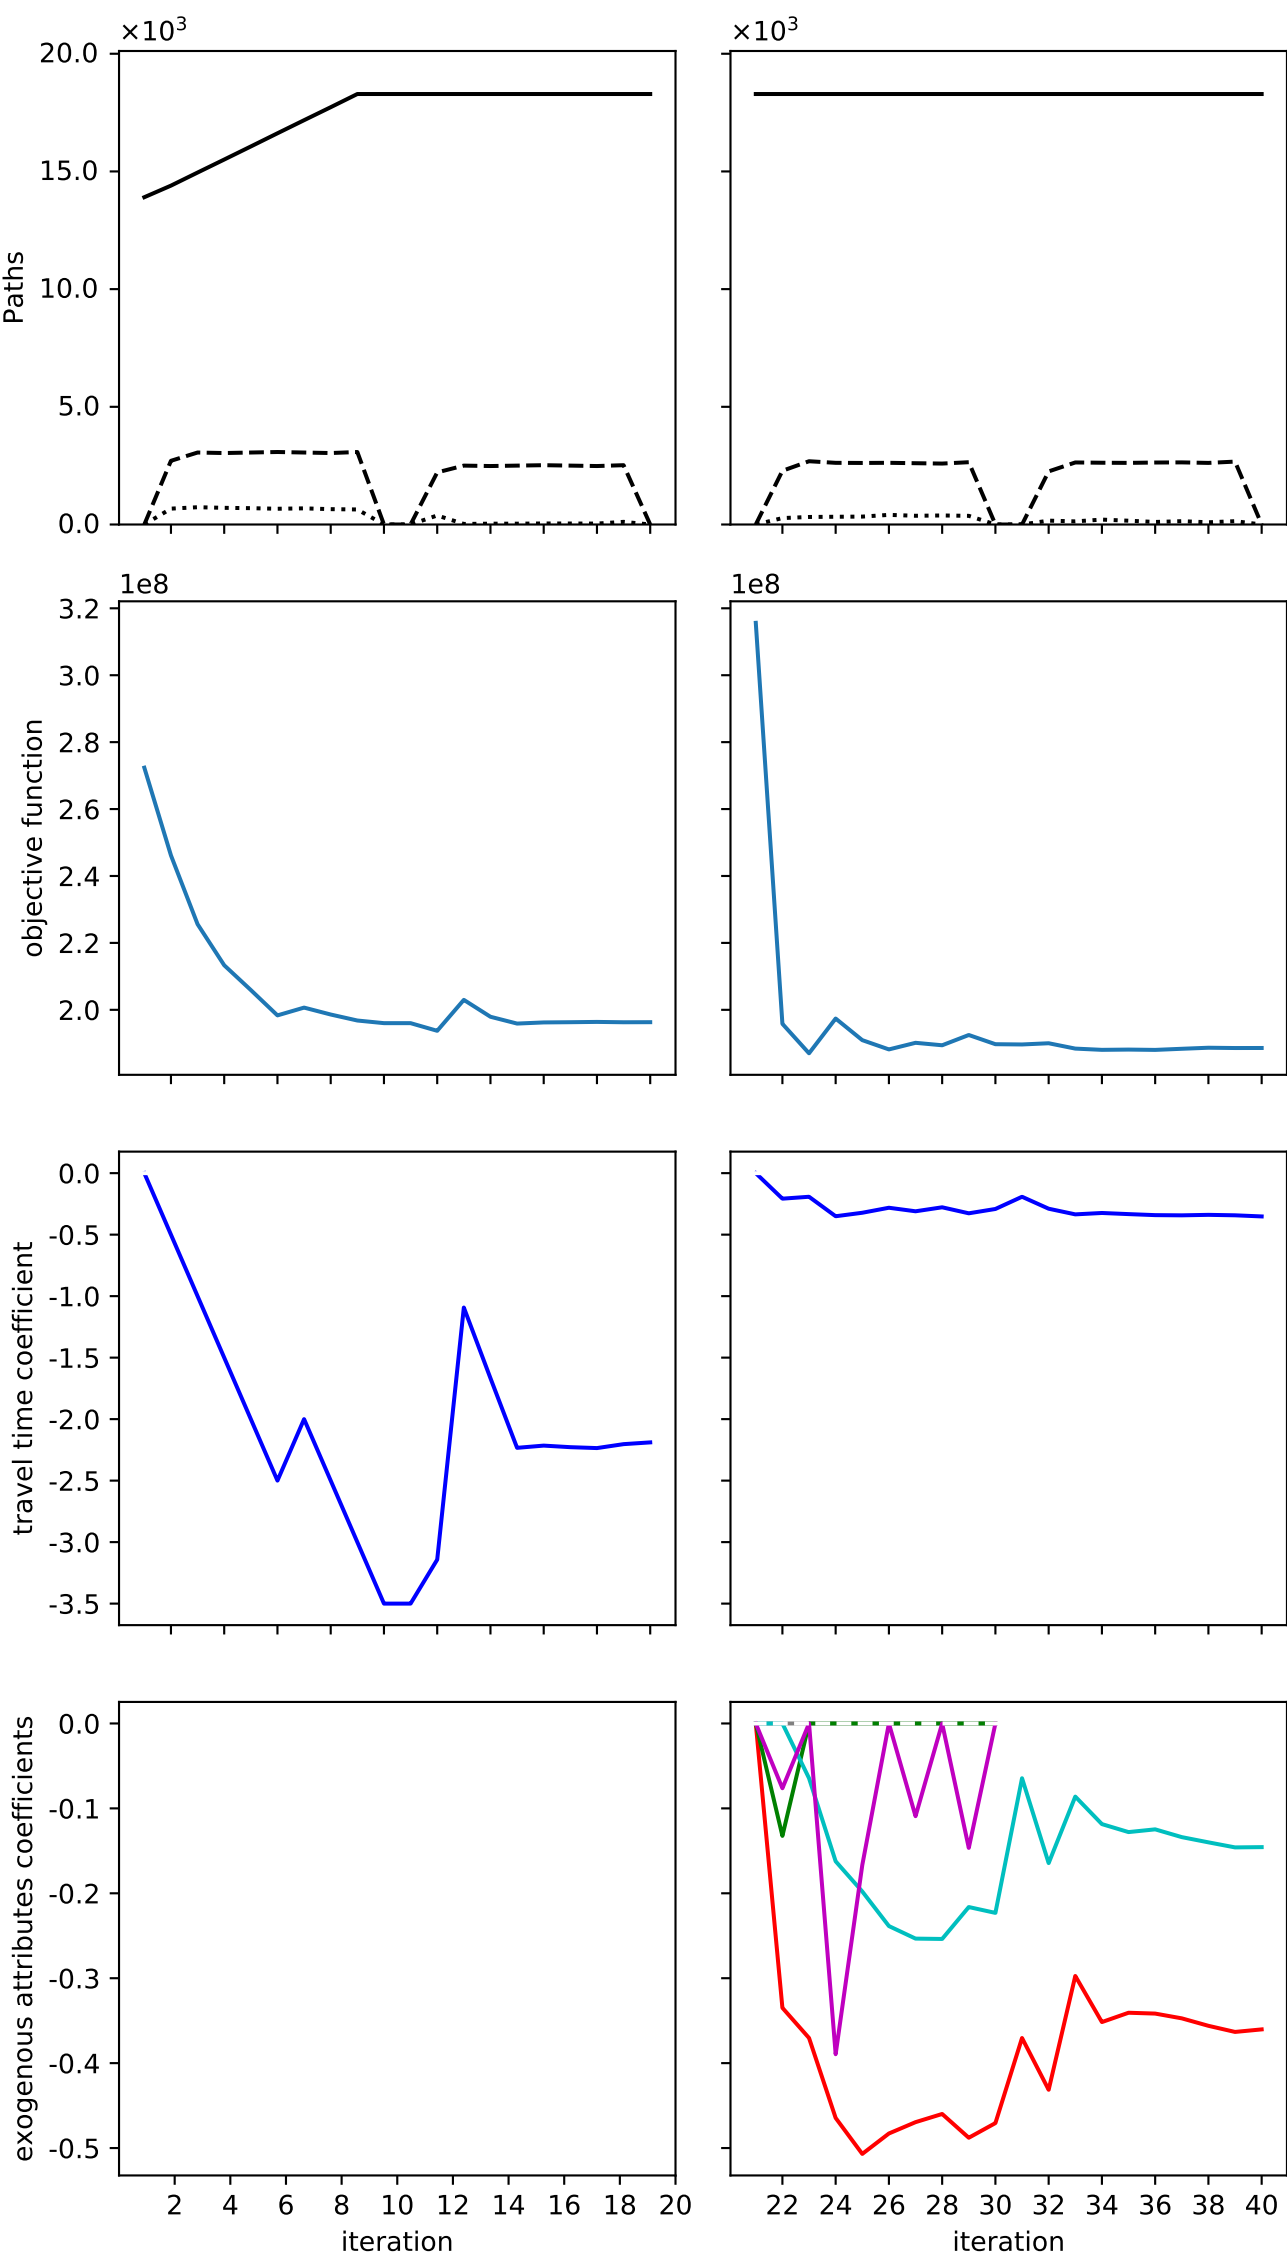 ×10³
×10³
20.0
15.0
10.0
5.0
0.0
Paths
1e8
1e8
3.2
3.0
2.8
2.6
2.4
2.2
2.0
objective function
0.0
-0.5
-1.0
-1.5
-2.0
-2.5
-3.0
-3.5
travel time coefficient
0.0
-0.1
-0.2
-0.3
-0.4
-0.5
exogenous attributes coefficients
2 4 6 8 10 12 14 16 18 20
22 24 26 28 30 32 34 36 38 40
iteration
iteration